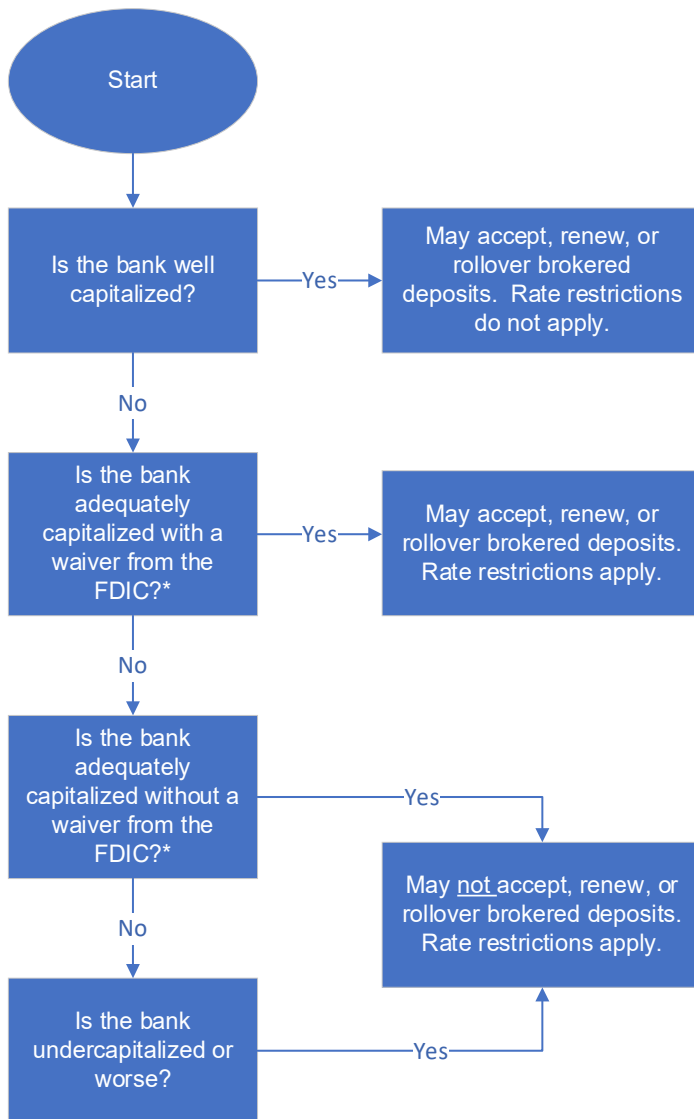 Start
Is the bank well
capitalized?
Yes
May accept, renew, or
rollover brokered
deposits.  Rate restrictions
do not apply.
No
Is the bank
adequately
capitalized with a
waiver from the
FDIC?*
Yes
May accept, renew, or
rollover brokered deposits.
Rate restrictions apply.
No
Is the bank
adequately
capitalized without a
waiver from the
FDIC?*
Yes
May not accept, renew, or
rollover brokered deposits.
Rate restrictions apply.
No
Is the bank
undercapitalized or
worse?
Yes